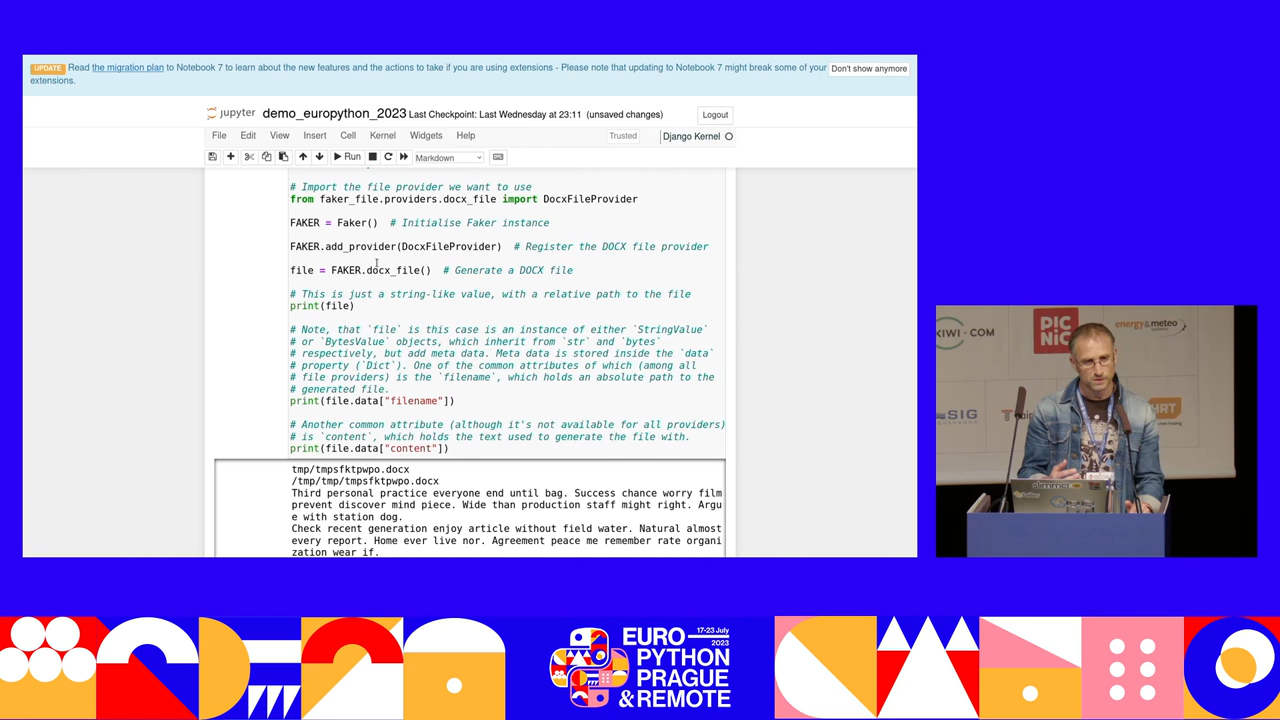 UPDATE Read the migration plan to Notebook 7 to learn about the new features and the actions to take if you are using extensions - Please note that updating to Notebook 7 might break some of your
extensions.
Don't show anymore
jupyter demo_europython_2023 Last Checkpoint: Last Wednesday at 23:11 (unsaved changes)
Logout
File Edit View Insert Cell Kernel Widgets Help
Trusted
Django Kernel
Run
Markdown
# Import the file provider we want to use
from faker_file.providers.docx_file import DocxFileProvider
FAKER = Faker()  # Initialise Faker instance
FAKER.add_provider(DocxFileProvider)  # Register the DOCX file provider
file = FAKER.docx_file()  # Generate a DOCX file
# This is just a string-like value, with a relative path to the file
print(file)
# Note, that `file` is this case is an instance of either `StringValue`
# or `BytesValue` objects, which inherit from `str` and `bytes`
# respectively, but add meta data. Meta data is stored inside the `data`
# property (`Dict`). One of the common attributes of which (among all
# file providers) is the `filename`, which holds an absolute path to the
# generated file.
print(file.data["filename"])
# Another common attribute (although it's not available for all providers)
# is `content`, which holds the text used to generate the file with.
print(file.data["content"])
tmp/tmpsfktpwpo.docx
/tmp/tmp/tmpsfktpwpo.docx
Third personal practice everyone end until bag. Success chance worry film
prevent discover mind piece. Wide than production staff might right. Argu
e with station dog.
Check recent generation enjoy article without field water. Natural almost
every report. Home ever live nor. Agreement peace me remember rate organi
zation wear if.
KIWI.COM
PIC
NIC
energy & meteo
SIG
HRT
17-23 July
2023
EURO
PYTHON
PRAGUE
& REMOTE